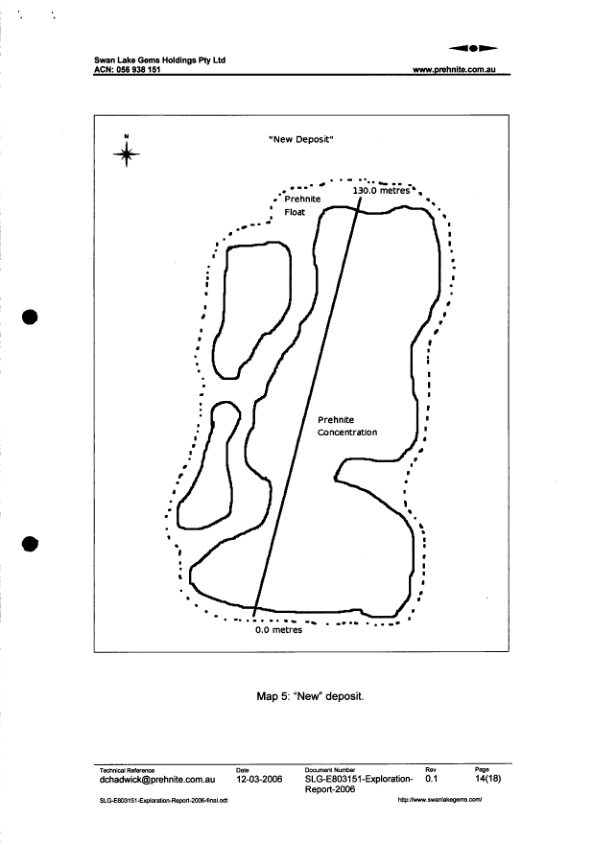 Swan Lake Gems Holdings Pty Ltd
ACN: 056 938 151 www.prehnite.com.au
N
"New Deposit"
130.0 metres
Prehnite
Float
Prehnite
Concentration
0.0 metres
Map 5: “New” deposit.
Technical Reference Date Document Number Rev Page
dchadwick@prehnite.com.au 12-03-2006 SLG-E803151-Exploration- 0.1 14(18)
Report-2006
SLG-E803151-Exploration-Report-2006-final.odt http://www.swanlakegems.com/